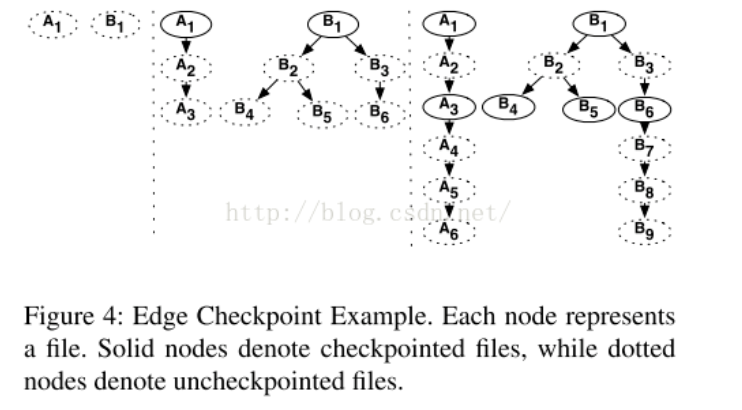 A1 B1 A1 B1 A1 B1
A2 B2 B3 A2 B2 B3
A3 B4 B5 B6 A3 B4 B5 B6
A4 B7
http://blog.csdn.net/
A5 B8
A6 B9
Figure 4: Edge Checkpoint Example. Each node represents
a file. Solid nodes denote checkpointed files, while dotted
nodes denote uncheckpointed files.